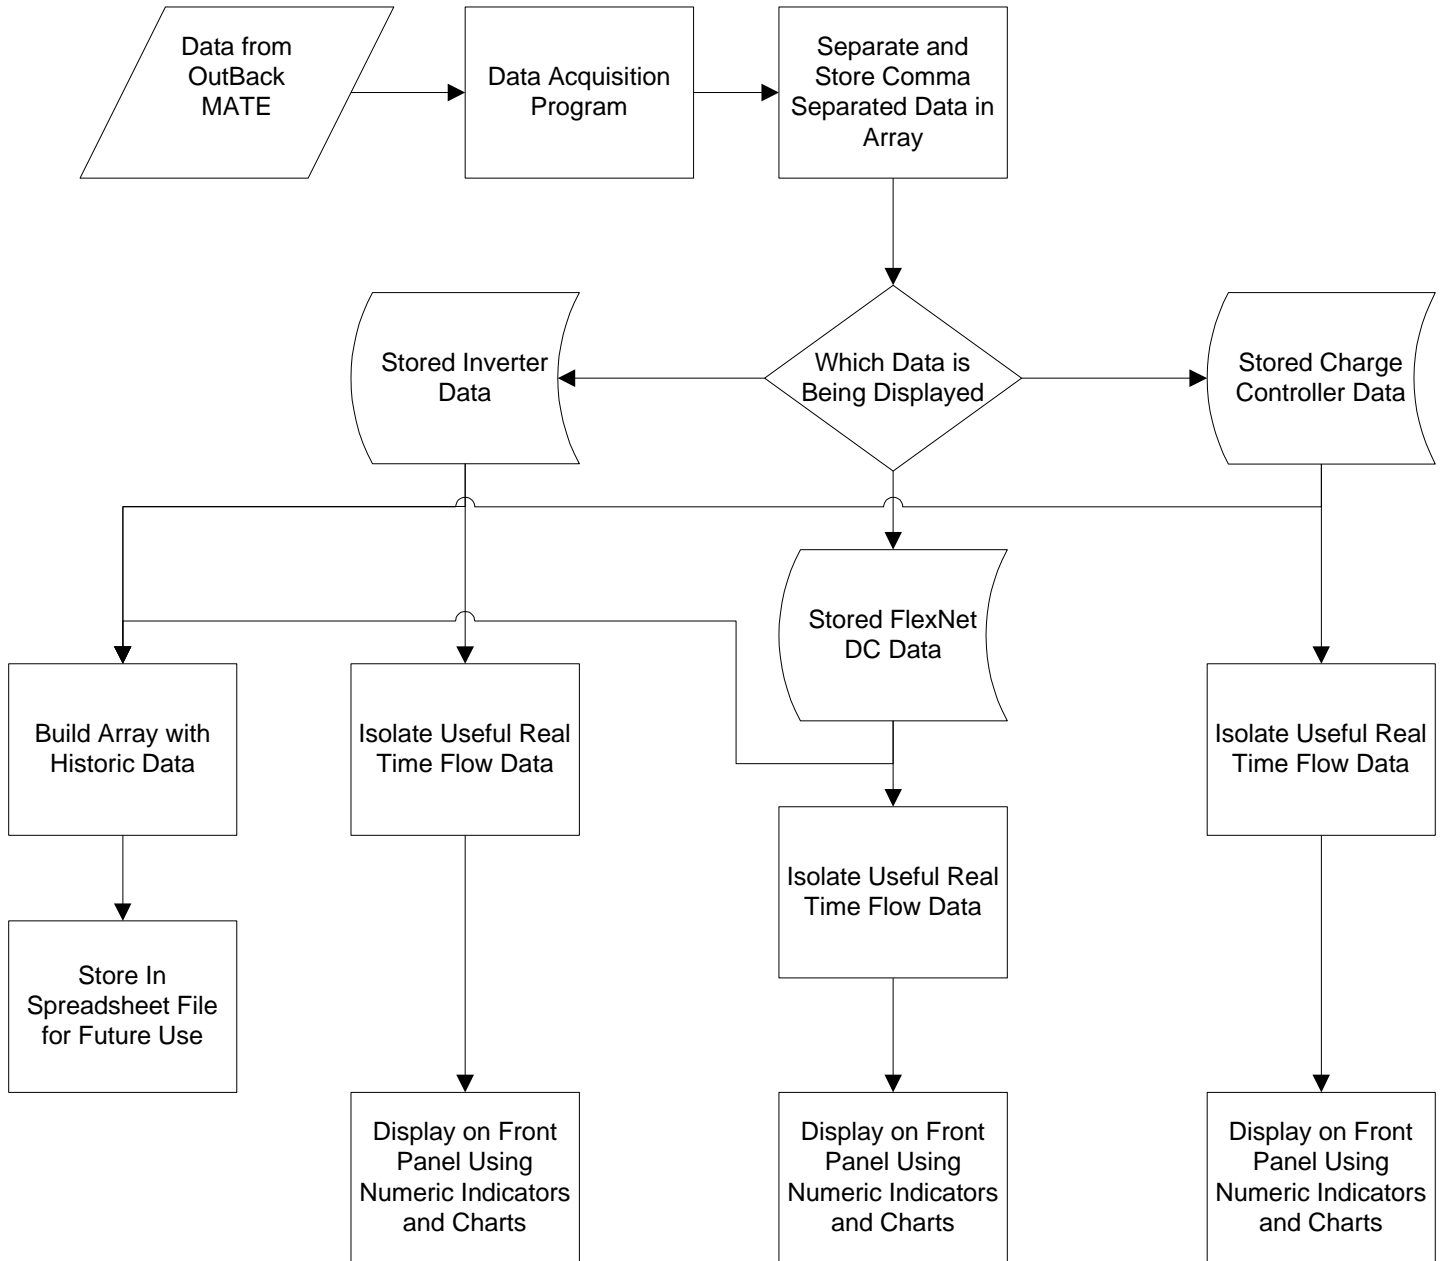 Data from
OutBack
MATE
Data Acquisition
Program
Separate and
Store Comma
Separated Data in
Array
Stored Inverter
Data
Which Data is
Being Displayed
Stored Charge
Controller Data
Stored FlexNet
DC Data
Build Array with
Historic Data
Isolate Useful Real
Time Flow Data
Isolate Useful Real
Time Flow Data
Isolate Useful Real
Time Flow Data
Store In
Spreadsheet File
for Future Use
Display on Front
Panel Using
Numeric Indicators
and Charts
Display on Front
Panel Using
Numeric Indicators
and Charts
Display on Front
Panel Using
Numeric Indicators
and Charts